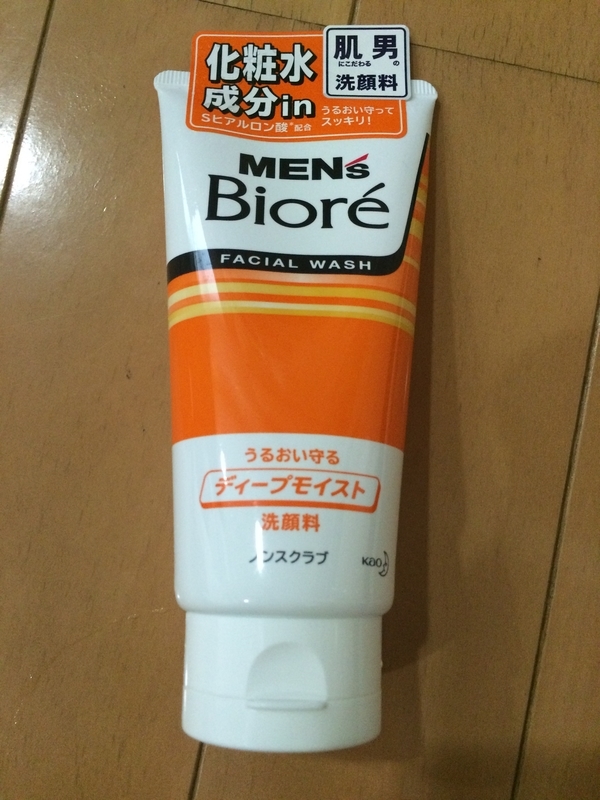 化粧水
成分in
Sヒアルロン酸*配合
うるおい守って
スッキリ！
肌にこだわる男の
洗顔料
MEN's
Bioré
FACIAL WASH
うるおい守る
ディープモイスト
洗顔料
ノンスクラブ
Kao